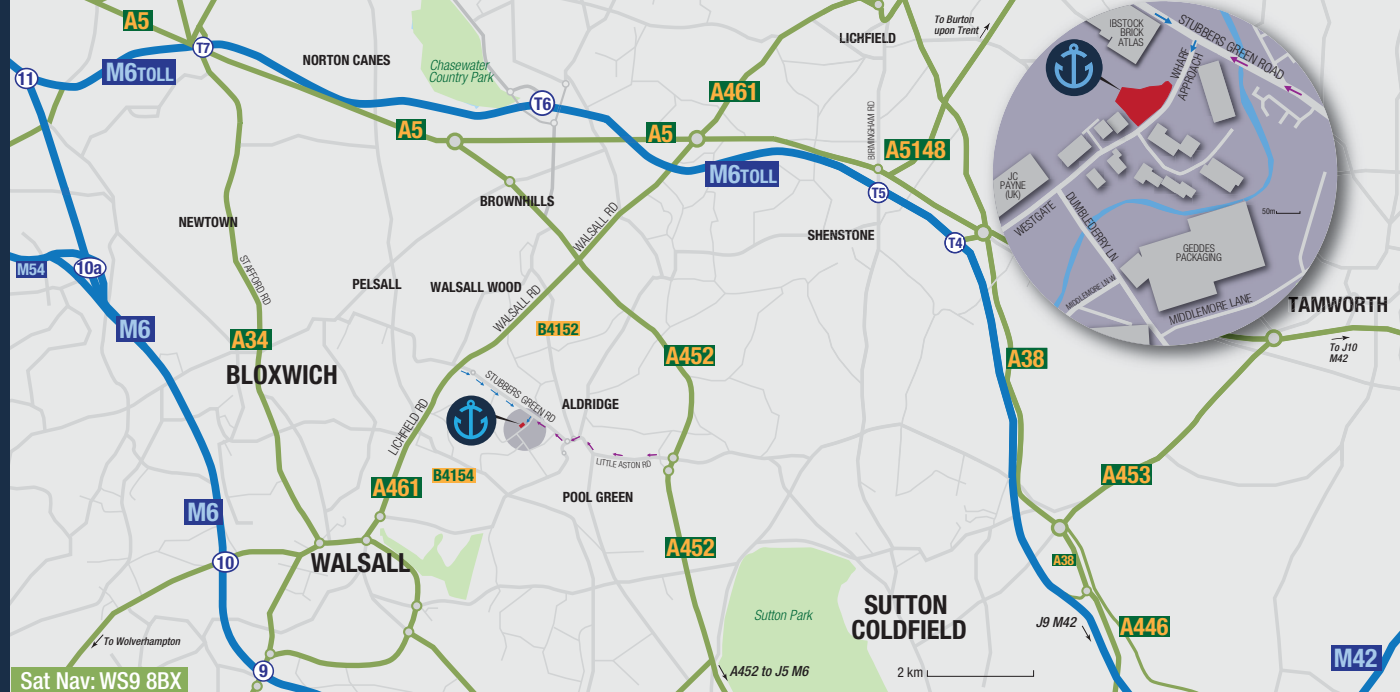 A5
T7
11
M6TOLL
NORTON CANES
Chasewater
Country Park
T6
LICHFIELD
To Burton
upon Trent
A461
A5
A5
BIRMINGHAM RD
A5148
M6TOLL
T5
BROWNHILLS
WALSALL RD
SHENSTONE
T4
NEWTOWN
STAFFORD RD
M54
10a
PELSALL
WALSALL WOOD
WALSALL RD
M6
B4152
A34
A452
A38
BLOXWICH
STUBBERS GREEN RD
ALDRIDGE
LICHFIELD RD
LITTLE ASTON RD
B4154
A461
POOL GREEN
A453
M6
10
WALSALL
A452
A38
Sutton Park
SUTTON
COLDFIELD
J9 M42
A446
To Wolverhampton
9
A452 to J5 M6
2 km
M42
Sat Nav: WS9 8BX
TAMWORTH
To J10
M42
IBSTOCK
BRICK
ATLAS
STUBBERS GREEN ROAD
WHARF
APPROACH
JC
PAYNE
(UK)
WESTGATE
DUMBLEDERRY LN
50m
GEDDES
PACKAGING
MIDDLEMORE LN W
MIDDLEMORE LANE